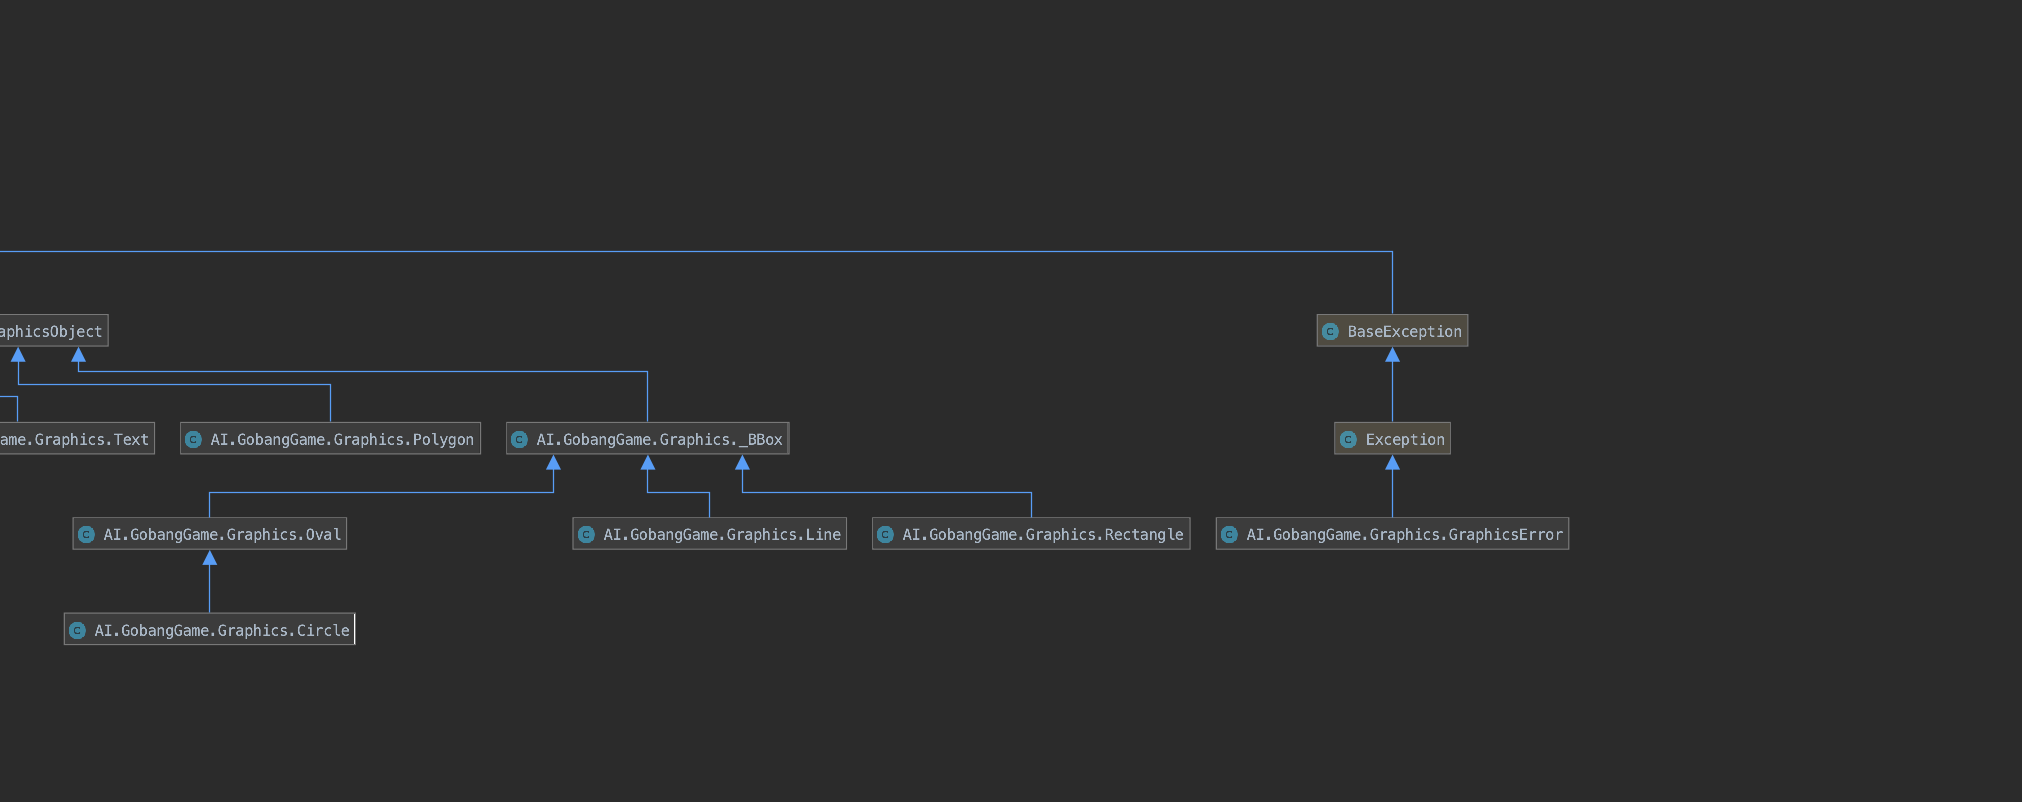 aphicsObject
BaseException
ame.Graphics.Text
AI.GobangGame.Graphics.Polygon
AI.GobangGame.Graphics._BBox
Exception
AI.GobangGame.Graphics.Oval
AI.GobangGame.Graphics.Line
AI.GobangGame.Graphics.Rectangle
AI.GobangGame.Graphics.GraphicsError
AI.GobangGame.Graphics.Circle